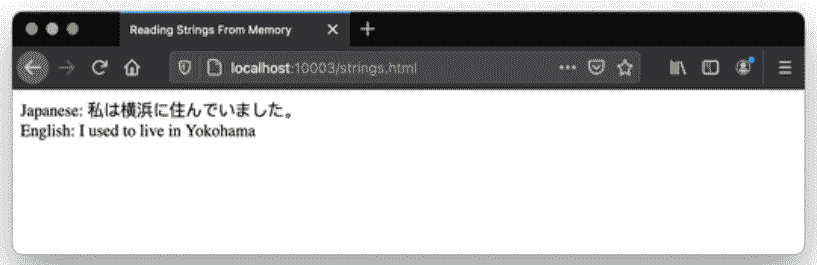 Reading Strings From Memory
localhost:10003/strings.html
Japanese: 私は横浜に住んでいました。
English: I used to live in Yokohama